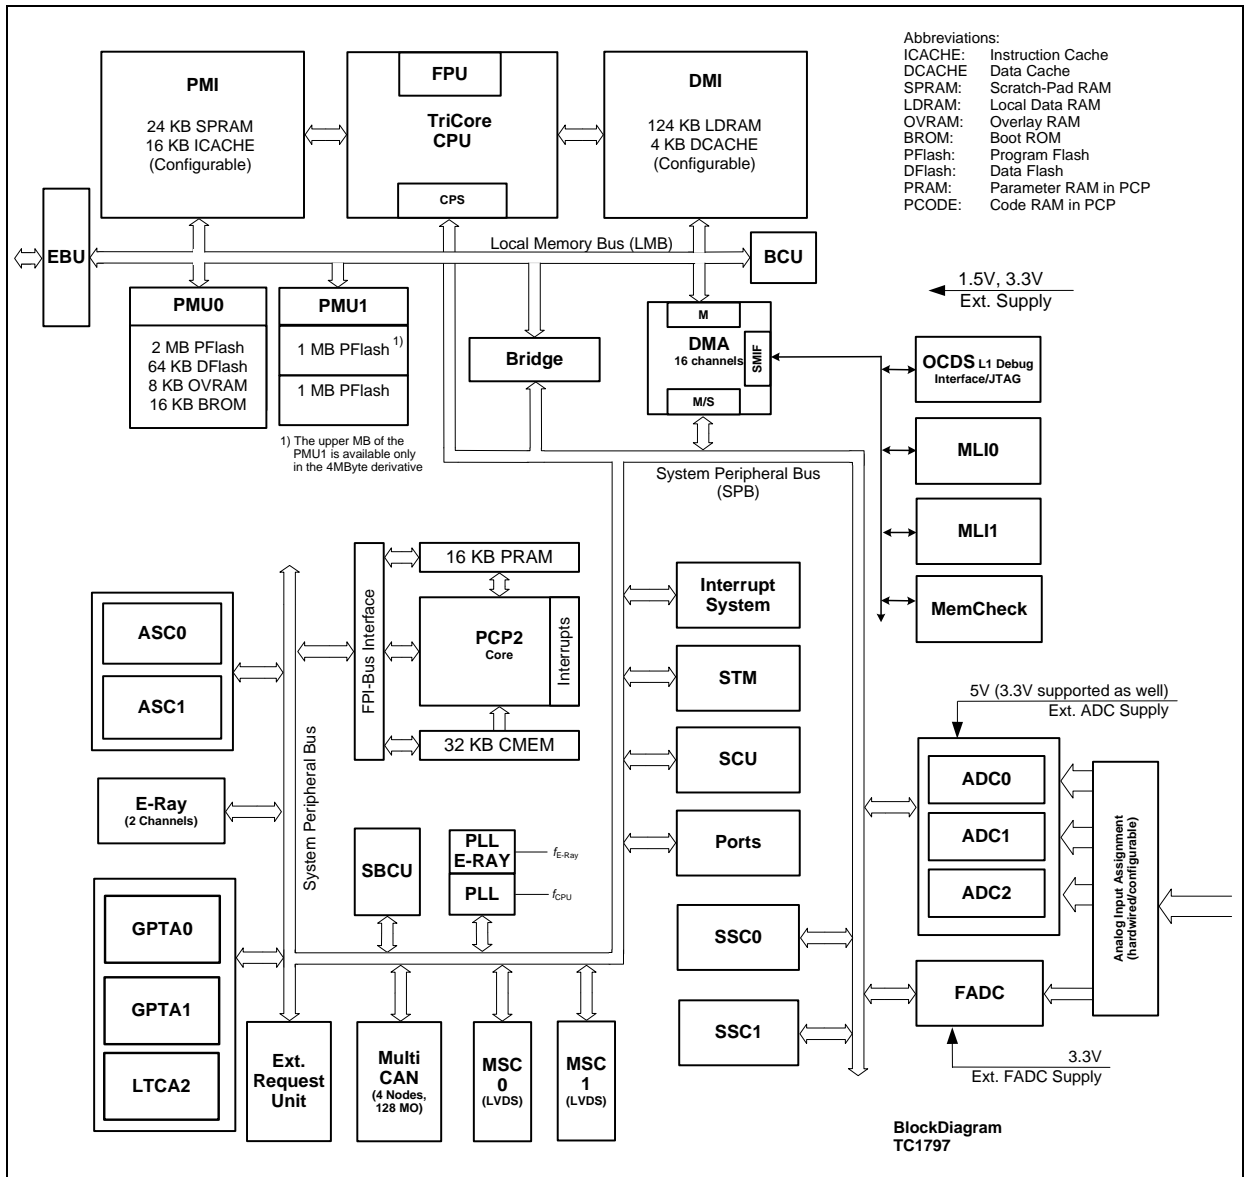 Abbreviations:
ICACHE: Instruction Cache
DCACHE Data Cache
SPRAM: Scratch-Pad RAM
LDRAM: Local Data RAM
OVRAM: Overlay RAM
BROM: Boot ROM
PFlash: Program Flash
DFlash: Data Flash
PRAM: Parameter RAM in PCP
PCODE: Code RAM in PCP
PMI
24 KB SPRAM
16 KB ICACHE
(Configurable)
FPU
TriCore
CPU
CPS
DMI
124 KB LDRAM
4 KB DCACHE
(Configurable)
EBU
Local Memory Bus (LMB)
BCU
1.5V, 3.3V
Ext. Supply
PMU0
2 MB PFlash
64 KB DFlash
8 KB OVRAM
16 KB BROM
PMU1
1 MB PFlash 1)
1 MB PFlash
1) The upper MB of the
PMU1 is available only
in the 4MByte derivative
Bridge
M
DMA
16 channels
SMIF
M/S
OCDS L1 Debug
Interface/JTAG
MLI0
MLI1
MemCheck
System Peripheral Bus
(SPB)
FPI-Bus Interface
16 KB PRAM
PCP2
Core
Interrupts
32 KB CMEM
Interrupt
System
STM
SCU
Ports
SSC0
SSC1
ASC0
ASC1
E-Ray
(2 Channels)
System Peripheral Bus
GPTA0
GPTA1
LTCA2
SBCU
PLL
E-RAY
PLL
fE-Ray
fCPU
Ext.
Request
Unit
Multi
CAN
(4 Nodes,
128 MO)
MSC
0
(LVDS)
MSC
1
(LVDS)
5V (3.3V supported as well)
Ext. ADC Supply
ADC0
ADC1
ADC2
Analog Input Assignment
(hardwired/configurable)
FADC
3.3V
Ext. FADC Supply
BlockDiagram
TC1797